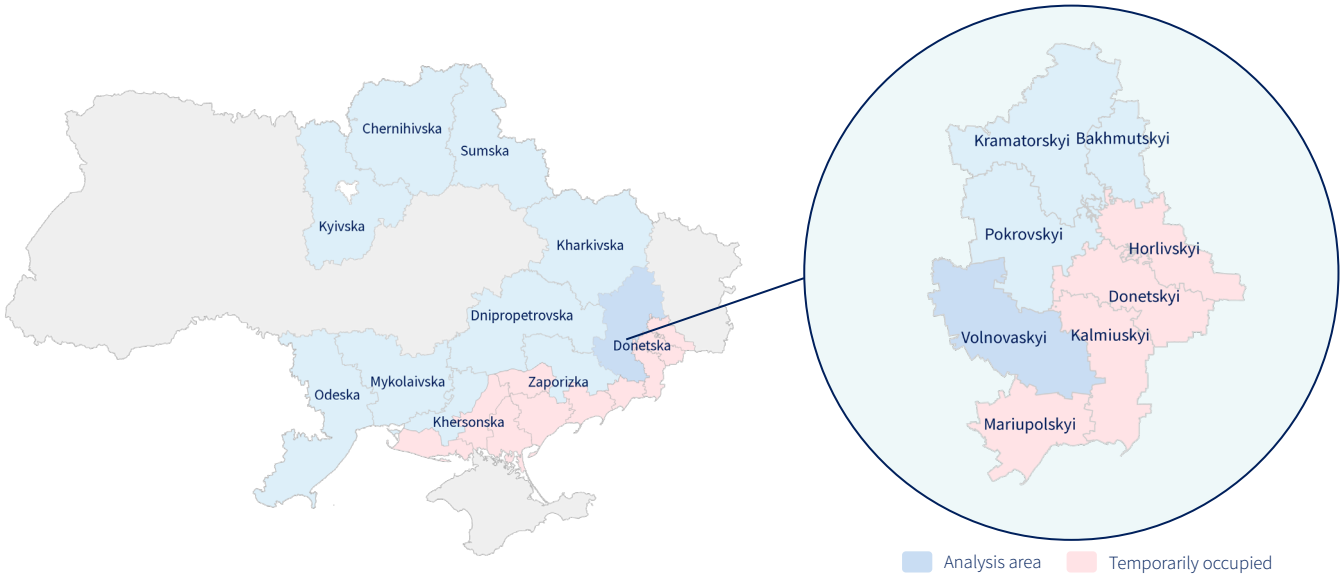 Chernihivska
Sumska
Kyivska
Kharkivska
Dnipropetrovska
Donetska
Mykolaivska
Zaporizka
Odeska
Khersonska
Kramatorskyi
Bakhmutskyi
Pokrovskyi
Horlivskyi
Donetskyi
Volnovaskyi
Kalmiuskyi
Mariupolskyi
Analysis area
Temporarily occupied